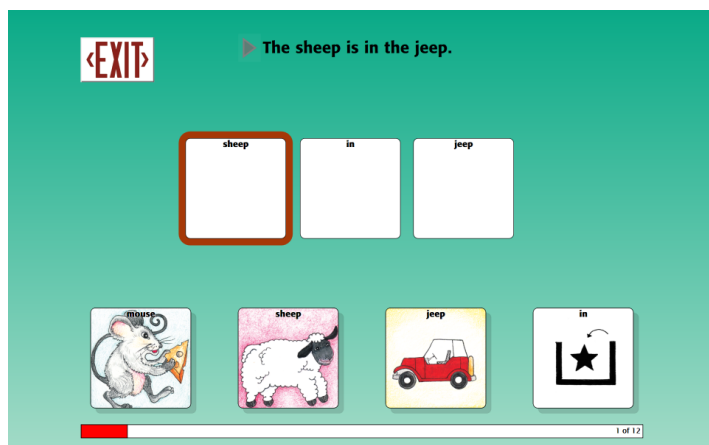 <EXIT>
The sheep is in the jeep.
sheep
in
jeep
mouse
sheep
jeep
in
1 of 12